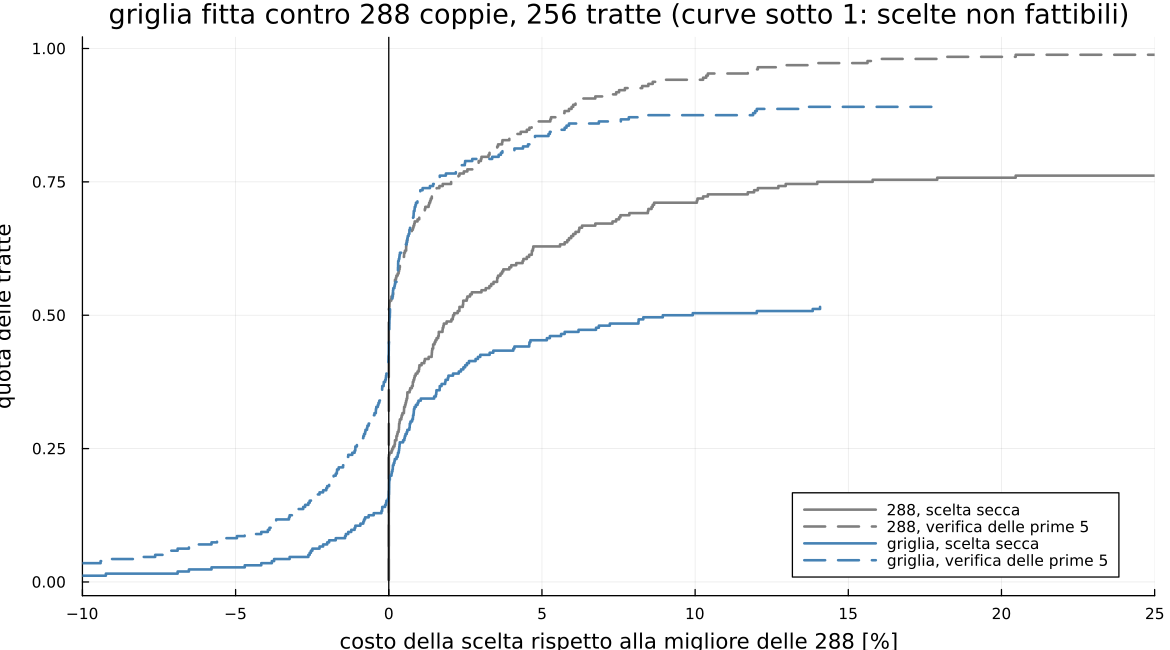 griglia fitta contro 288 coppie, 256 tratte (curve sotto 1: scelte non fattibili)
quota delle tratte
1.00
0.75
0.50
0.25
0.00
−10
−5
0
5
10
15
20
25
costo della scelta rispetto alla migliore delle 288 [%]
288, scelta secca
288, verifica delle prime 5
griglia, scelta secca
griglia, verifica delle prime 5